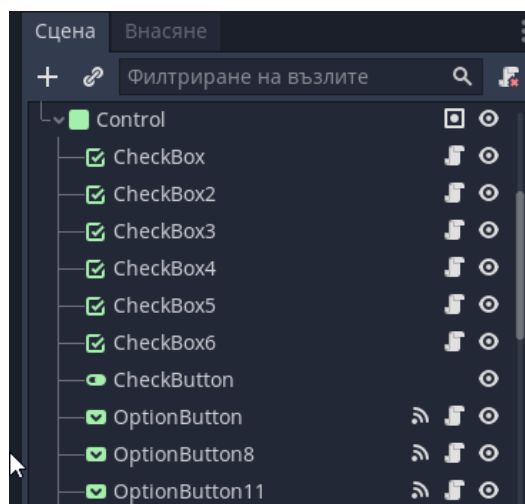 Сцена Внасяне
Филтриране на възлите
Control
CheckBox
CheckBox2
CheckBox3
CheckBox4
CheckBox5
CheckBox6
CheckButton
OptionButton
OptionButton8
OptionButton11